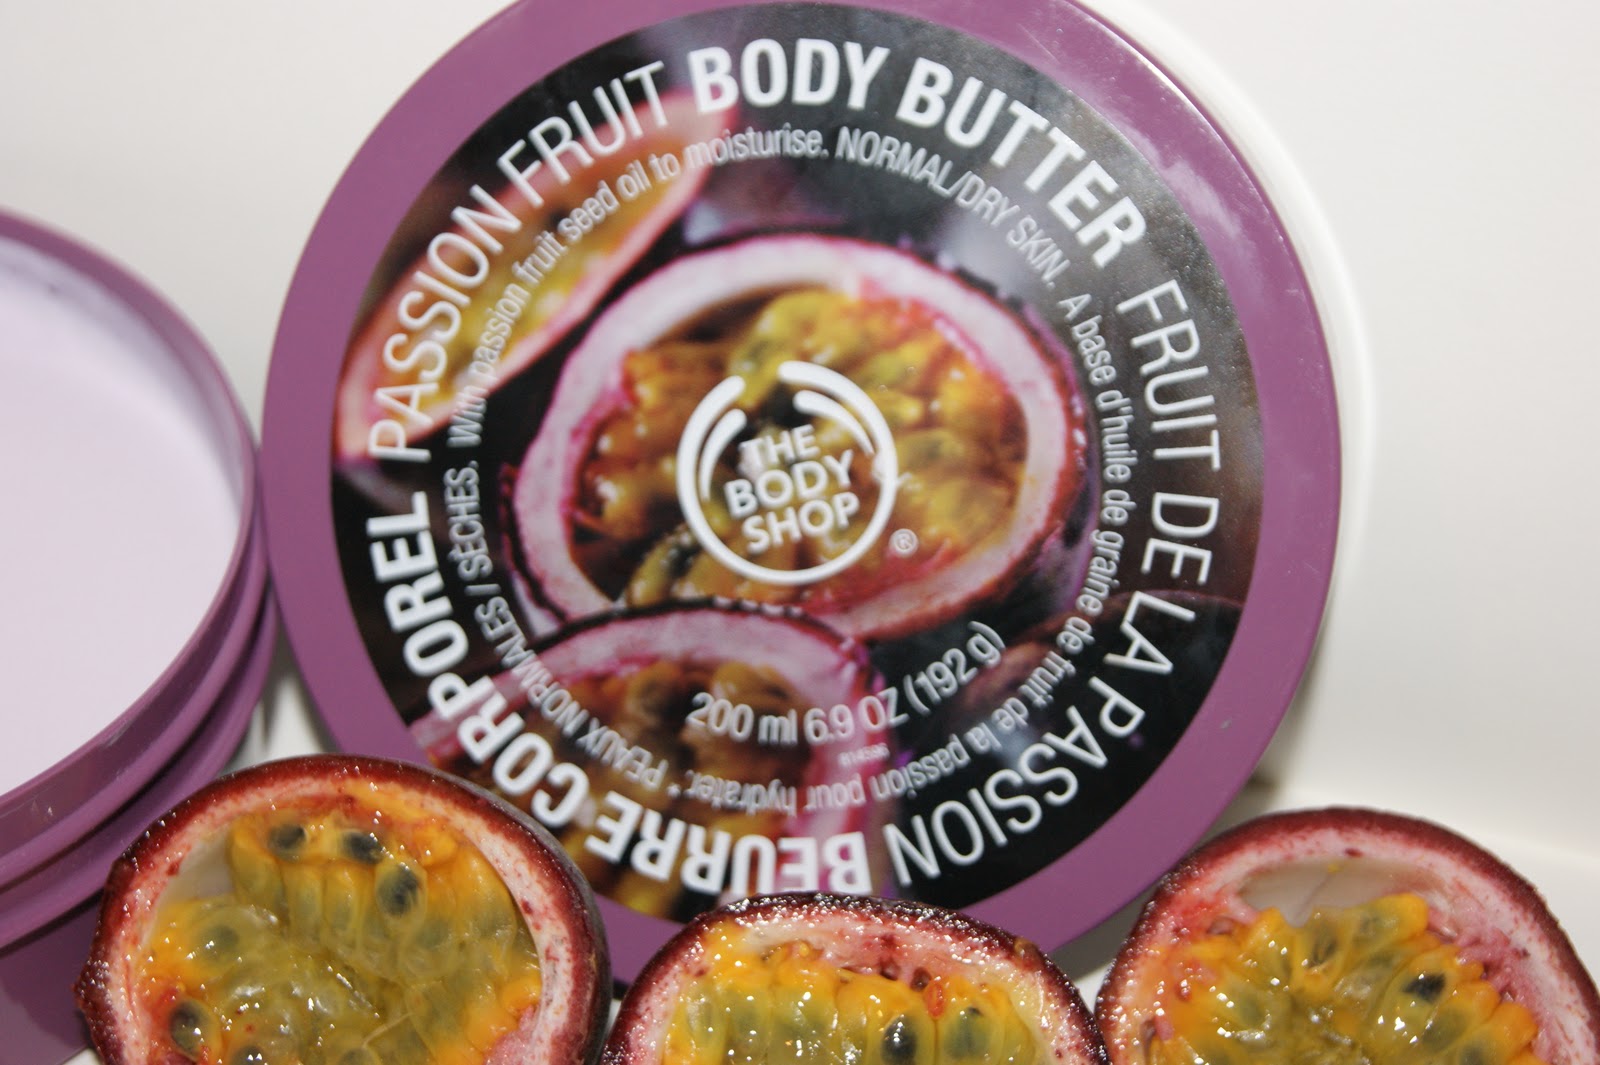 PASSION FRUIT BODY BUTTER FRUIT DE LA PASSION BEURRE CORPOREL
With passion fruit seed oil to moisturise. NORMAL/DRY SKIN. A base d'huile de graine de fruit de la passion pour hydrater.* PEAUX NORMALES / SÈCHES.
THE
BODY
SHOP
®
200 ml 6.9 OZ (192 g)